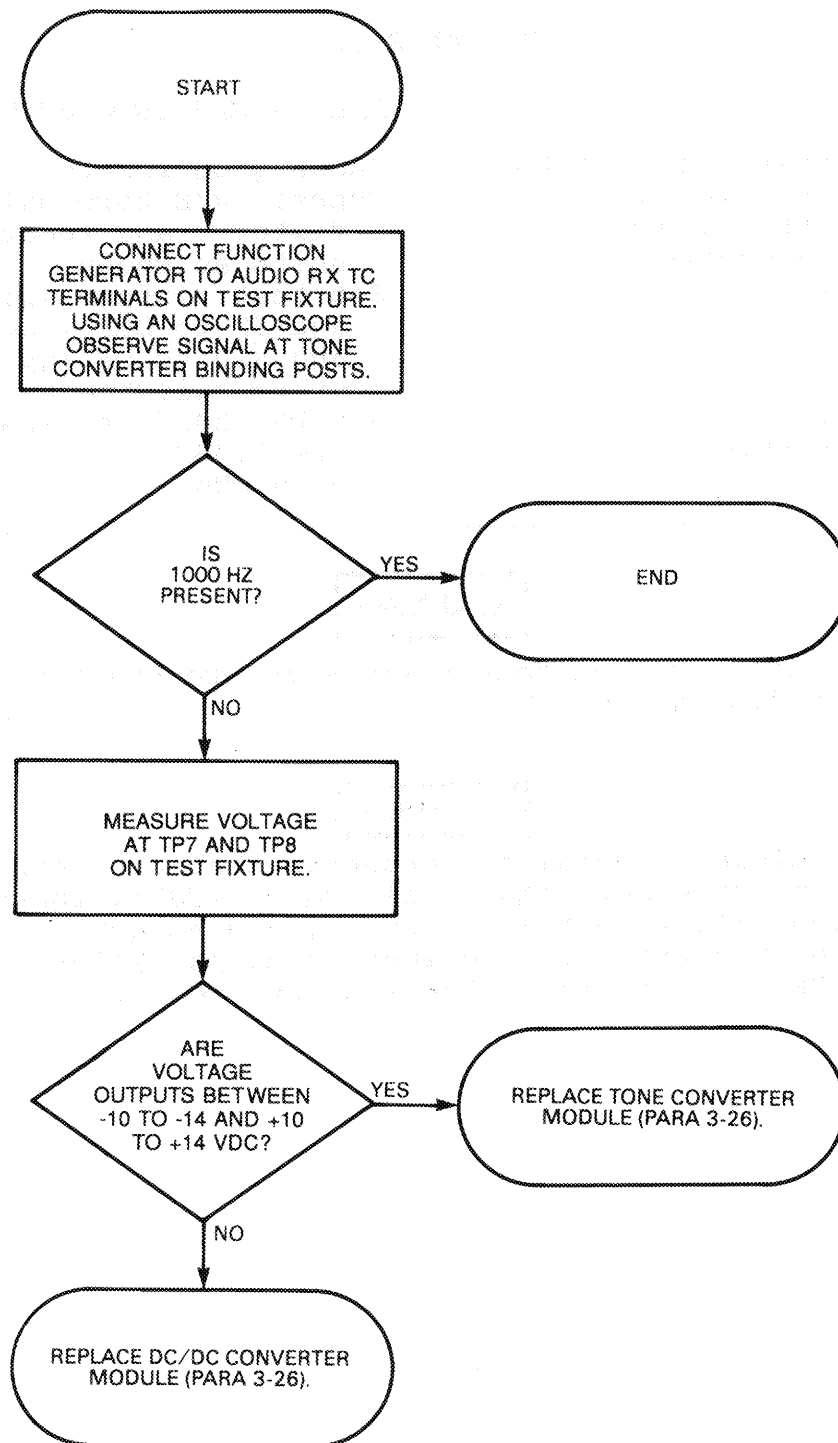 START
CONNECT FUNCTION
GENERATOR TO AUDIO RX TC
TERMINALS ON TEST FIXTURE.
USING AN OSCILLOSCOPE
OBSERVE SIGNAL AT TONE
CONVERTER BINDING POSTS.
IS
1000 HZ
PRESENT?
YES
END
NO
MEASURE VOLTAGE
AT TP7 AND TP8
ON TEST FIXTURE.
ARE
VOLTAGE
OUTPUTS BETWEEN
-10 TO -14 AND +10
TO +14 VDC?
YES
REPLACE TONE CONVERTER
MODULE (PARA 3-26).
NO
REPLACE DC/DC CONVERTER
MODULE (PARA 3-26).